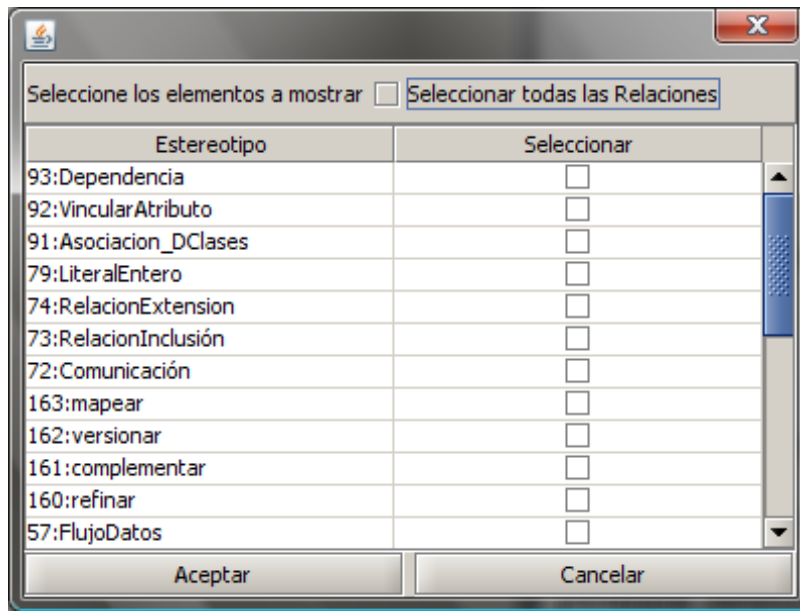 Seleccione los elementos a mostrar Seleccionar todas las Relaciones
Estereotipo Seleccionar
93:Dependencia
92:VincularAtributo
91:Asociacion_DClases
79:LiteralEntero
74:RelacionExtension
73:RelacionInclusión
72:Comunicación
163:mapear
162:versionar
161:complementar
160:refinar
57:FlujoDatos
Aceptar Cancelar